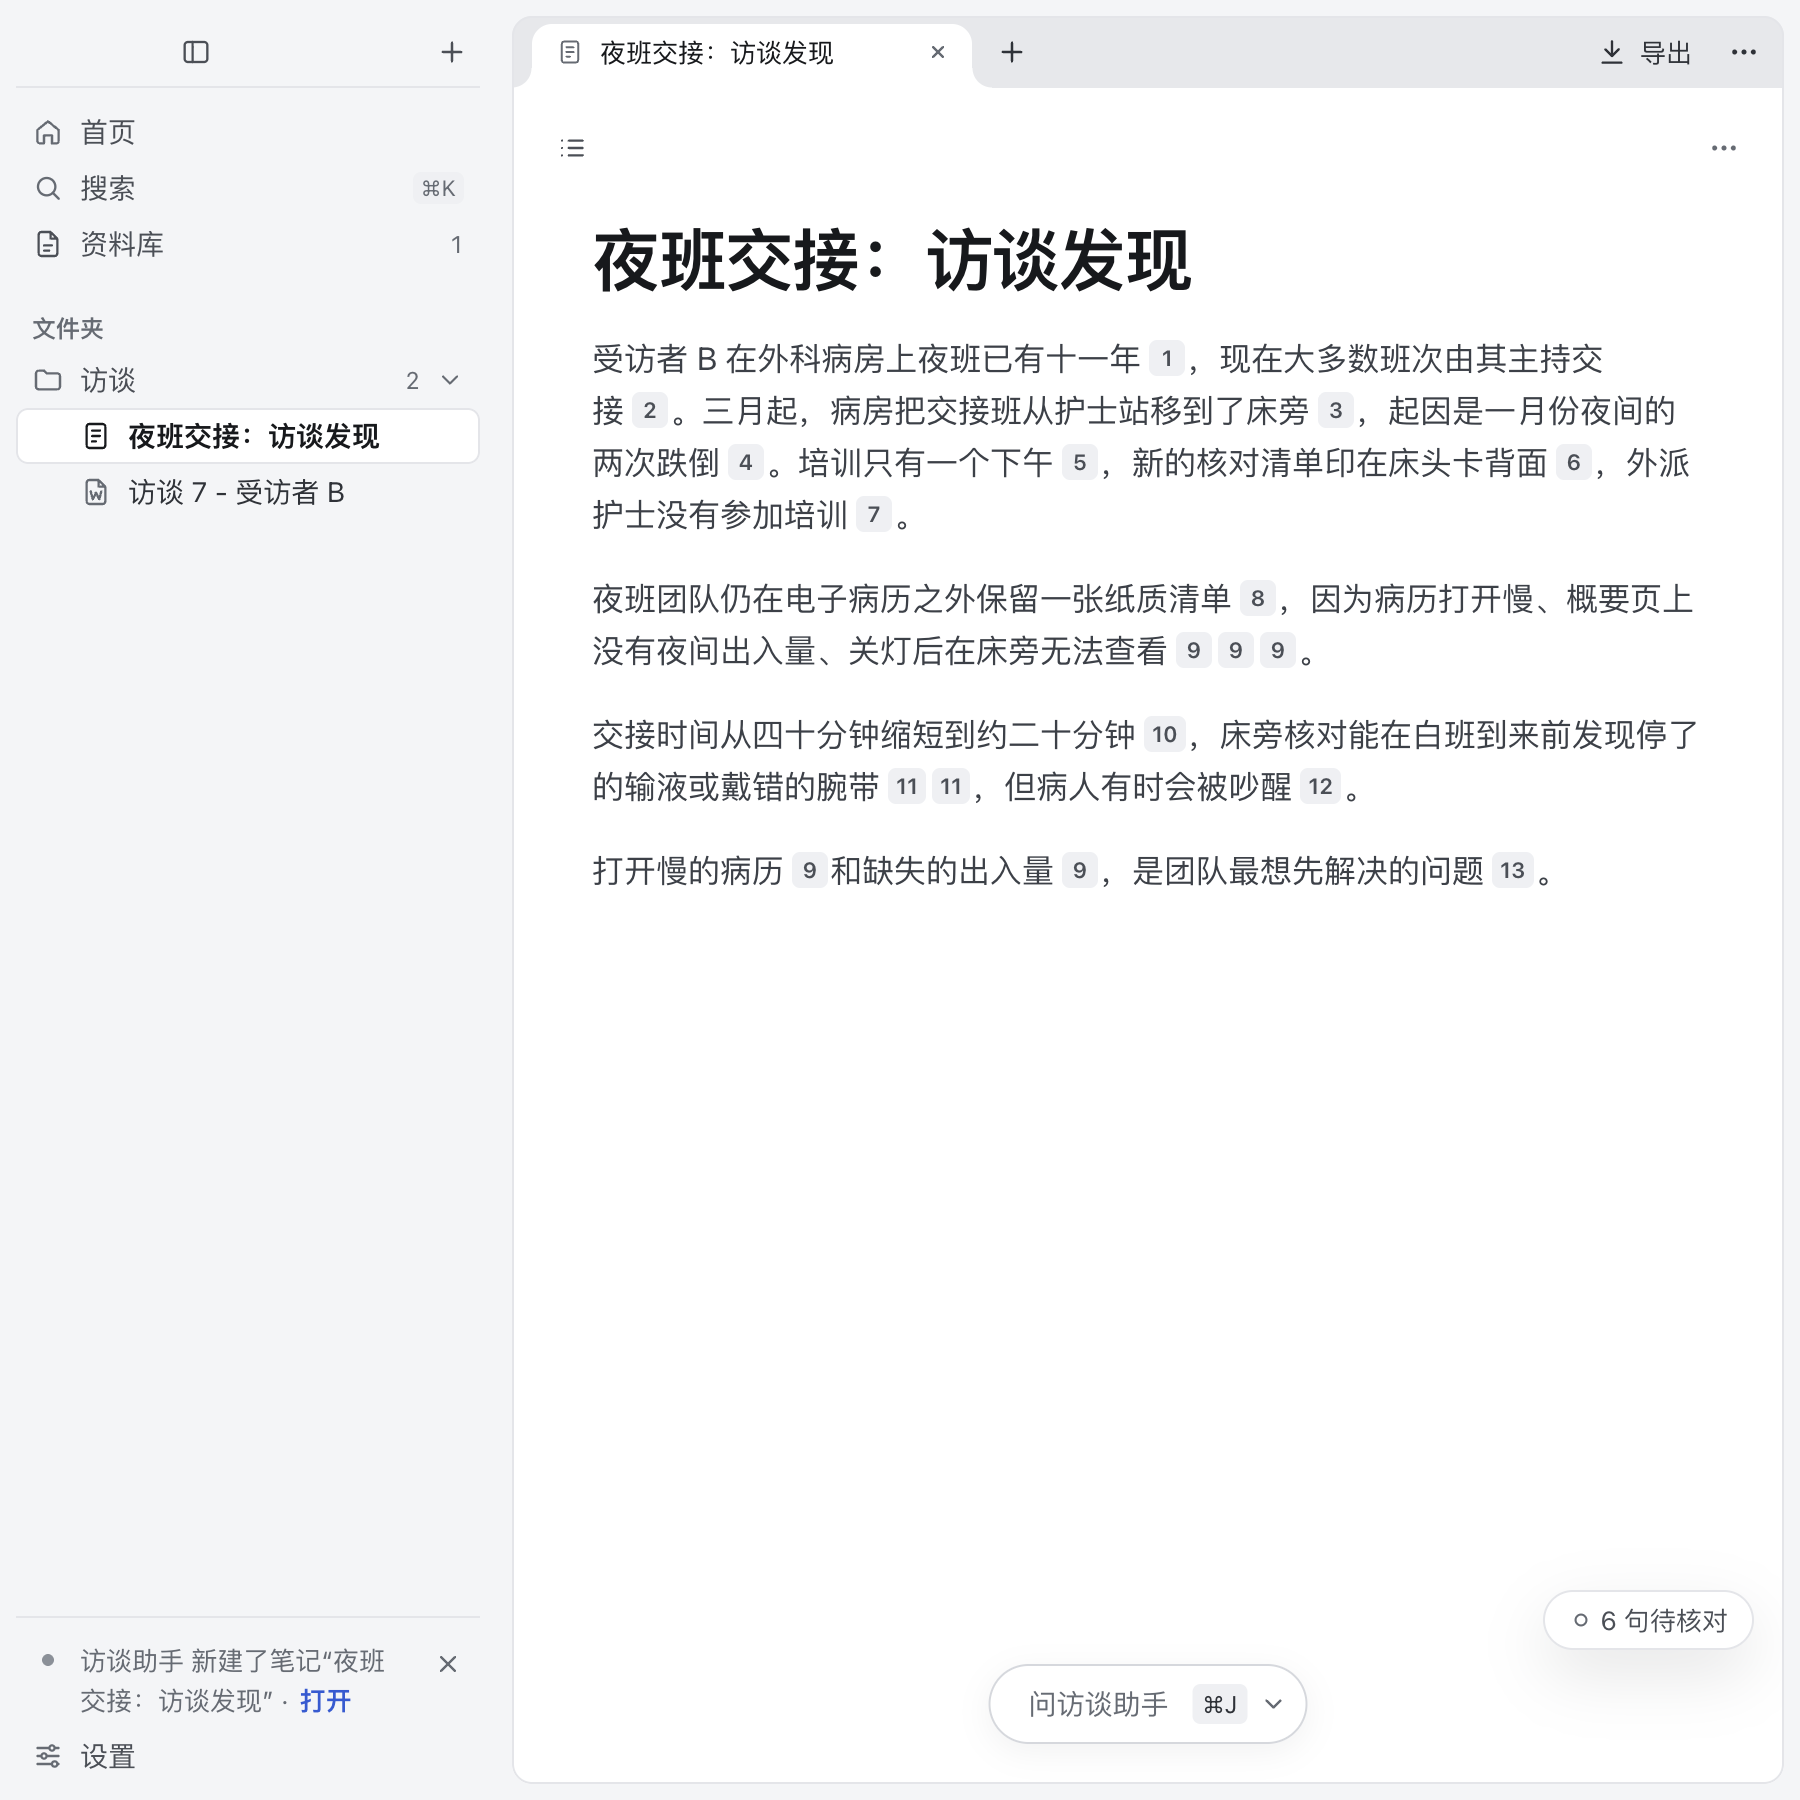 首页
搜索 ⌘K
资料库 1
文件夹
访谈 2
夜班交接：访谈发现
访谈 7 - 受访者 B
访谈助手 新建了笔记“夜班
交接：访谈发现” · 打开
设置
夜班交接：访谈发现
导出
夜班交接：访谈发现
受访者 B 在外科病房上夜班已有十一年 1，现在大多数班次由其主持交
接 2。三月起，病房把交接班从护士站移到了床旁 3，起因是一月份夜间的
两次跌倒 4。培训只有一个下午 5，新的核对清单印在床头卡背面 6，外派
护士没有参加培训 7。
夜班团队仍在电子病历之外保留一张纸质清单 8，因为病历打开慢、概要页上
没有夜间出入量、关灯后在床旁无法查看 9 9 9。
交接时间从四十分钟缩短到约二十分钟 10，床旁核对能在白班到来前发现停了
的输液或戴错的腕带 11 11，但病人有时会被吵醒 12。
打开慢的病历 9 和缺失的出入量 9，是团队最想先解决的问题 13。
6 句待核对
问访谈助手 ⌘J